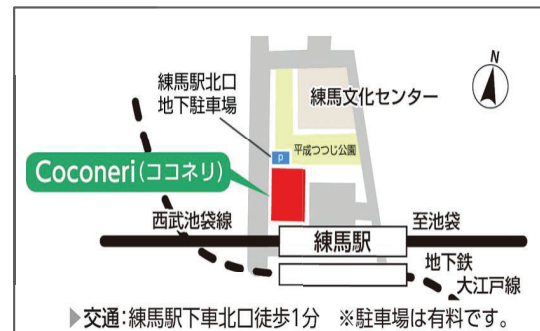 N
練馬駅北口
地下駐車場
練馬文化センター
P
平成つつじ公園
Coconeri(ココネリ)
西武池袋線
至池袋
練馬駅
地下鉄
大江戸線
▶交通:練馬駅下車北口徒歩1分 ※駐車場は有料です。